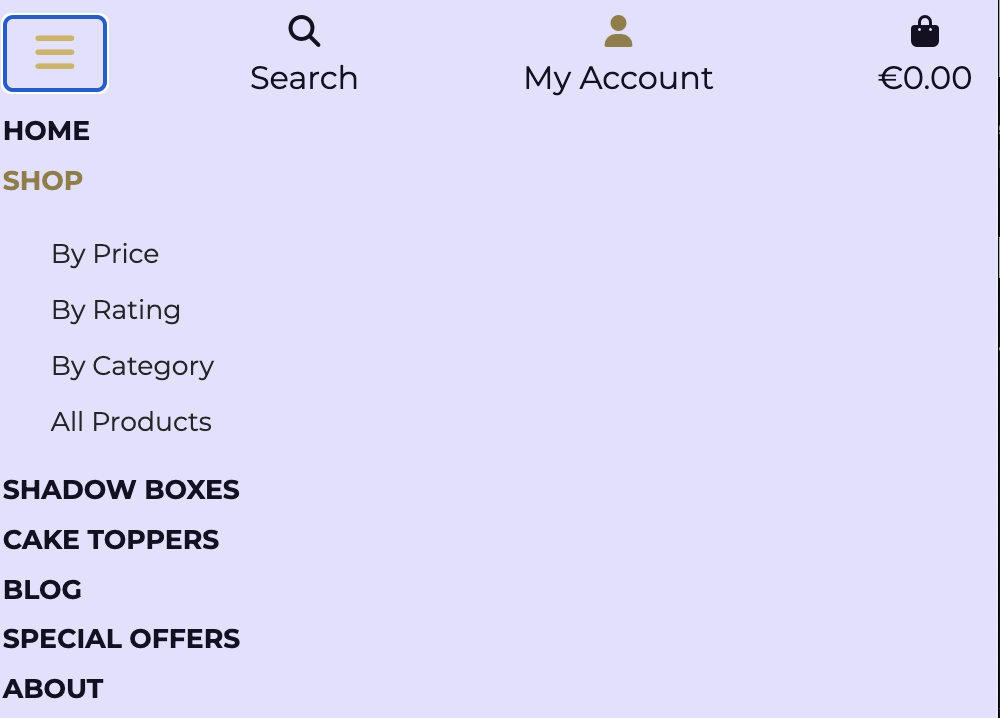 Search
My Account
€0.00
HOME
SHOP
By Price
By Rating
By Category
All Products
SHADOW BOXES
CAKE TOPPERS
BLOG
SPECIAL OFFERS
ABOUT